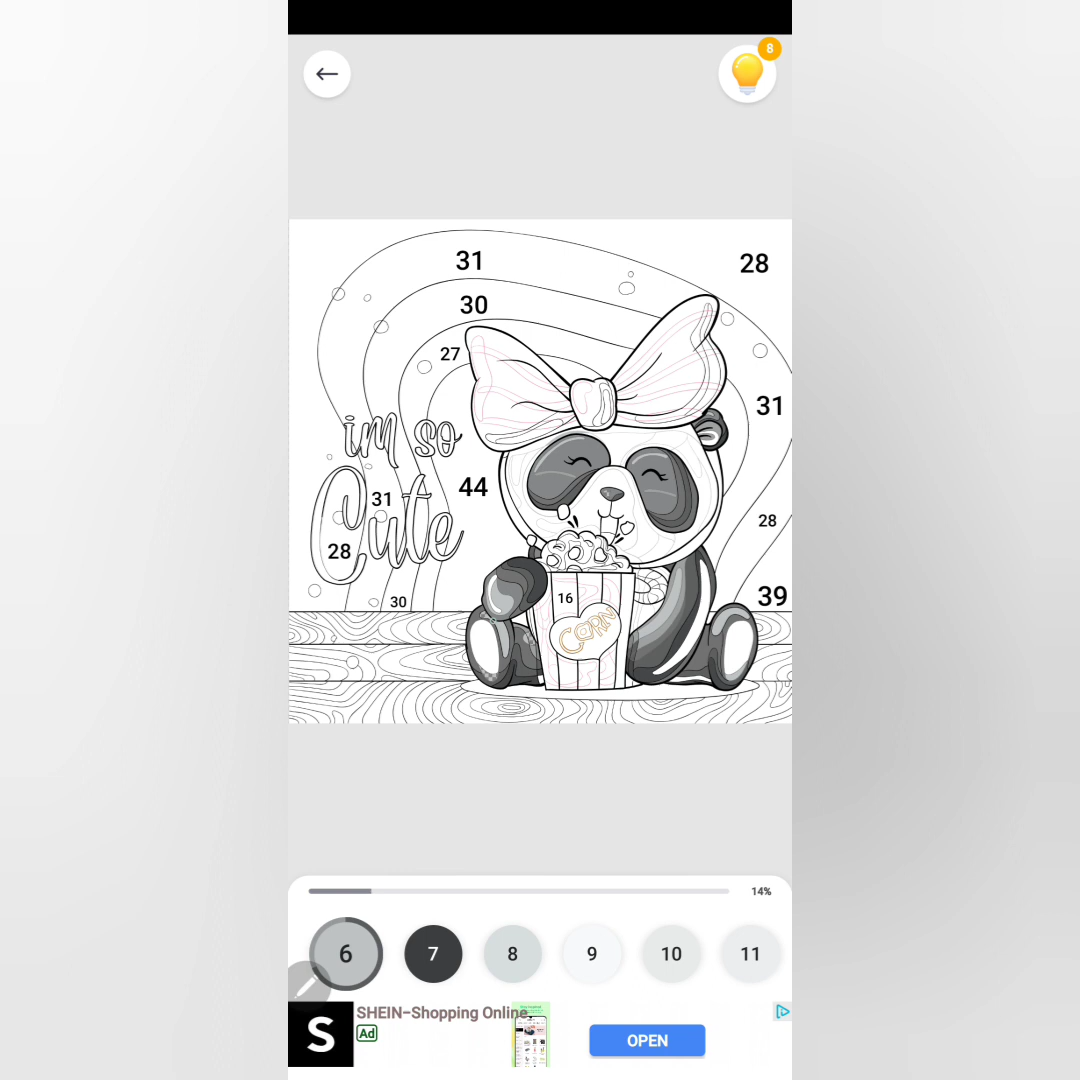 8
31
28
30
27
31
im so
44
31
Cute
28
28
39
30
16
CORN
14%
6 7 8 9 10 11
S
SHEIN-Shopping Online
Ad
OPEN